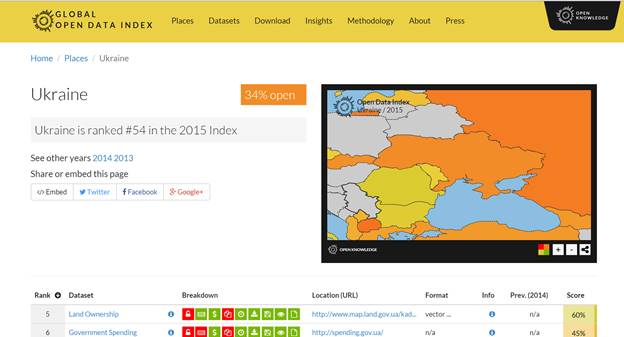 GLOBAL
OPEN DATA INDEX
Places Datasets Download Insights Methodology About Press
OPEN
KNOWLEDGE
Home / Places / Ukraine
Ukraine
34% open
Ukraine is ranked #54 in the 2015 Index
See other years 2014 2013
Share or embed this page
</> Embed Twitter Facebook Google+
Open Data Index
Ukraine / 2015
OPEN KNOWLEDGE
+ -
Rank Dataset Breakdown Location (URL) Format Info Prev. (2014) Score
5 Land Ownership http://www.map.land.gov.ua/kad... vector ... n/a 60%
6 Government Spending http://spending.gov.ua/ n/a n/a 45%